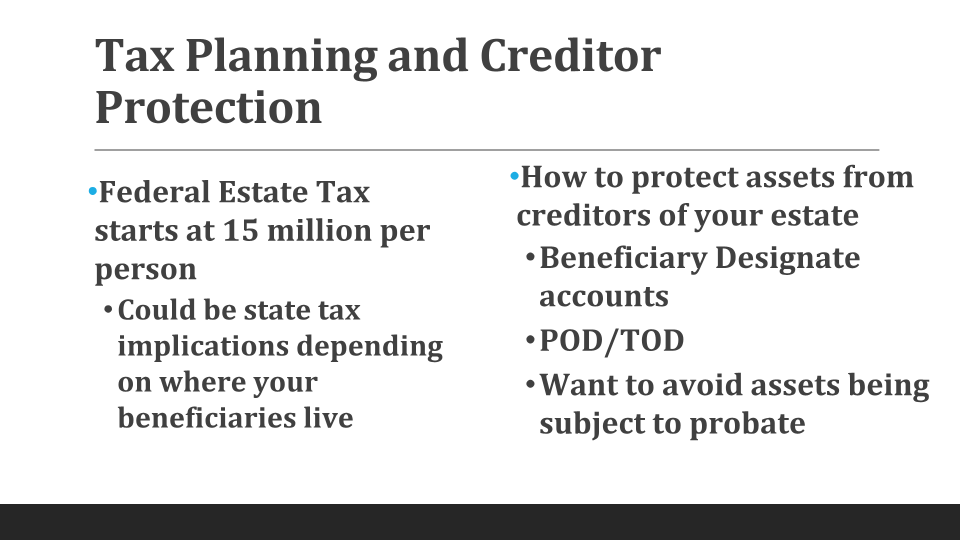 Tax Planning and Creditor
Protection
•Federal Estate Tax
starts at 15 million per
person
•Could be state tax
implications depending
on where your
beneficiaries live
•How to protect assets from
creditors of your estate
•Beneficiary Designate
accounts
•POD/TOD
•Want to avoid assets being
subject to probate